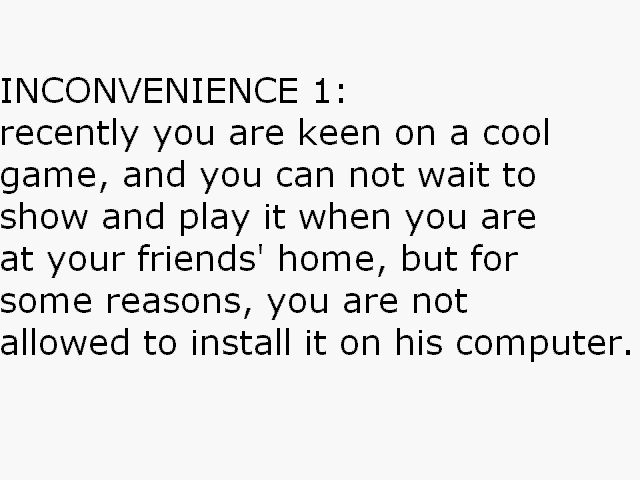 INCONVENIENCE 1:
recently you are keen on a cool
game, and you can not wait to
show and play it when you are
at your friends' home, but for
some reasons, you are not
allowed to install it on his computer.